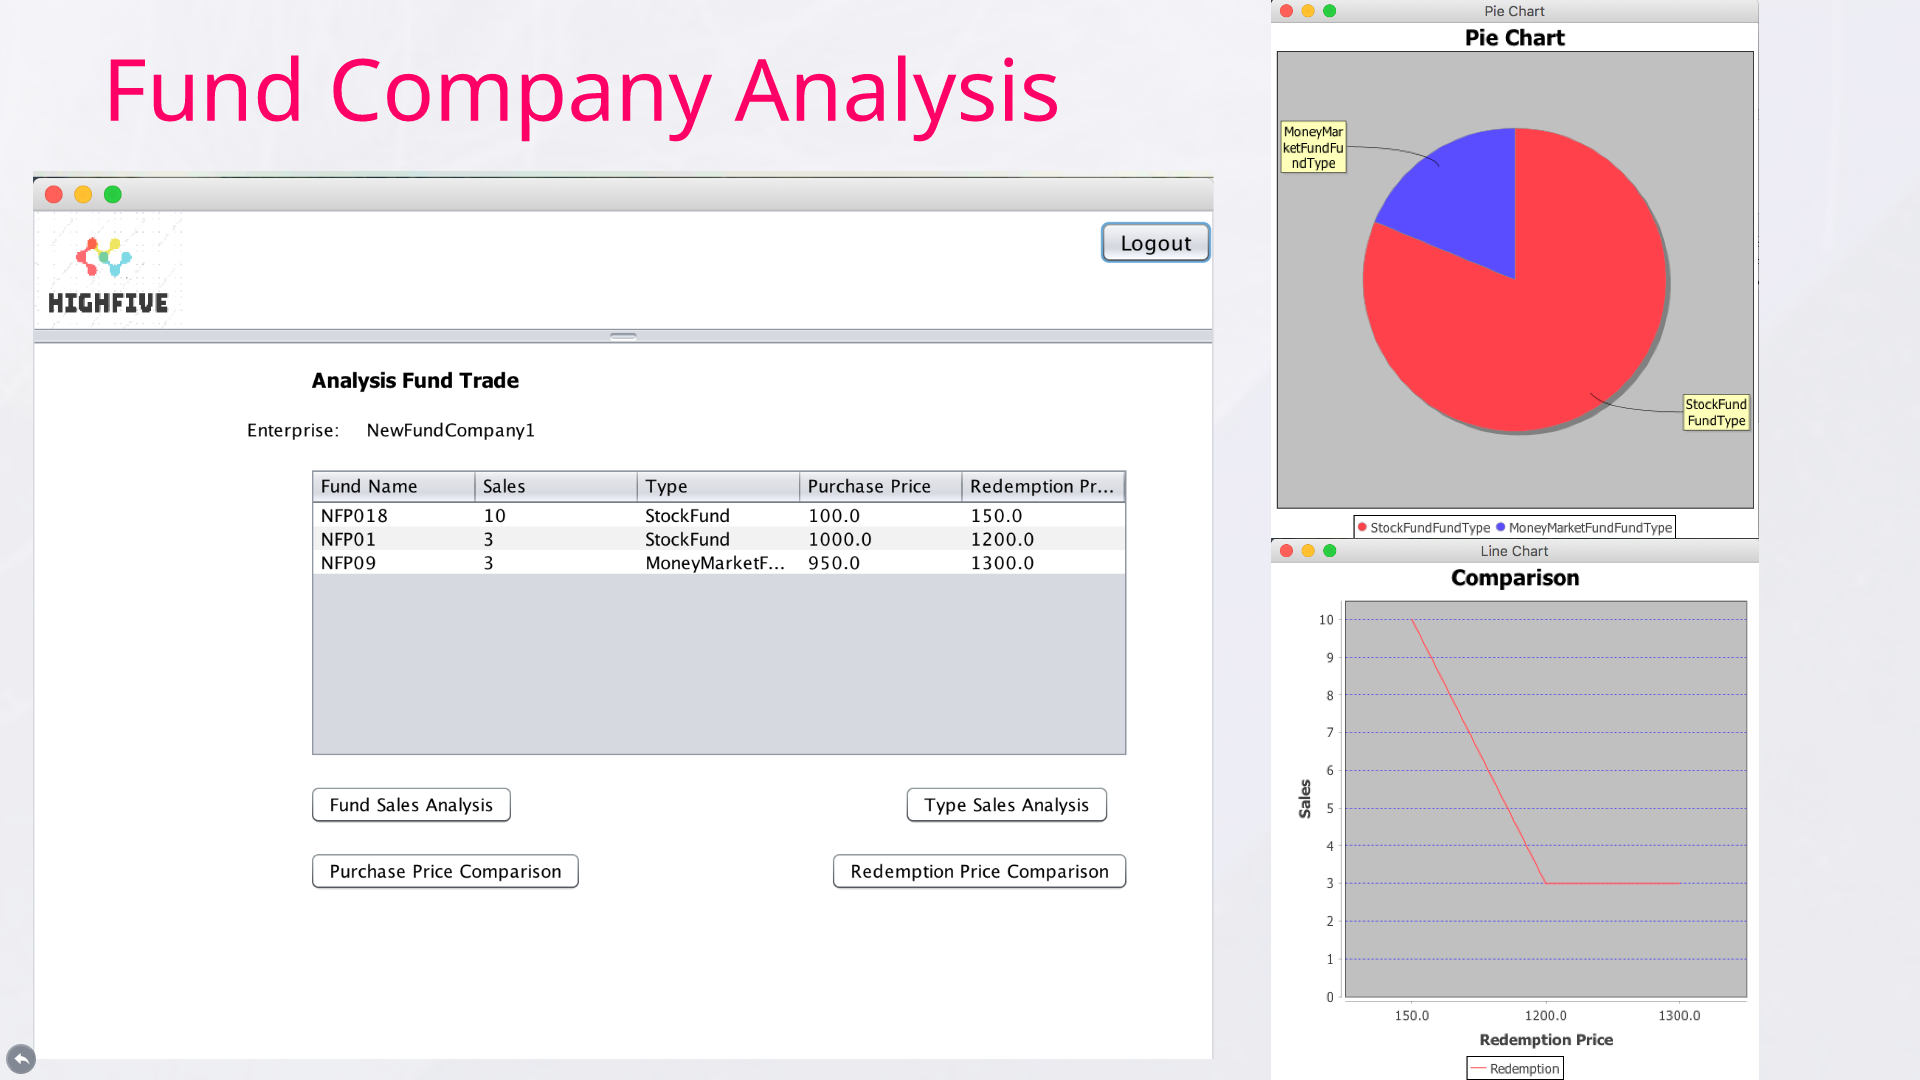 Fund Company Analysis
HIGHFIVE
Logout
Analysis Fund Trade
Enterprise: NewFundCompany1
Fund Name Sales Type Purchase Price Redemption Pr...
NFP018 10 StockFund 100.0 150.0
NFP01 3 StockFund 1000.0 1200.0
NFP09 3 MoneyMarketF... 950.0 1300.0
Fund Sales Analysis Type Sales Analysis
Purchase Price Comparison Redemption Price Comparison
Pie Chart
Pie Chart
MoneyMar
ketFundFu
ndType
StockFund
FundType
StockFundFundType MoneyMarketFundFundType
Line Chart
Comparison
10
9
8
7
6
5
4
3
2
1
0
Sales
150.0 1200.0 1300.0
Redemption Price
Redemption